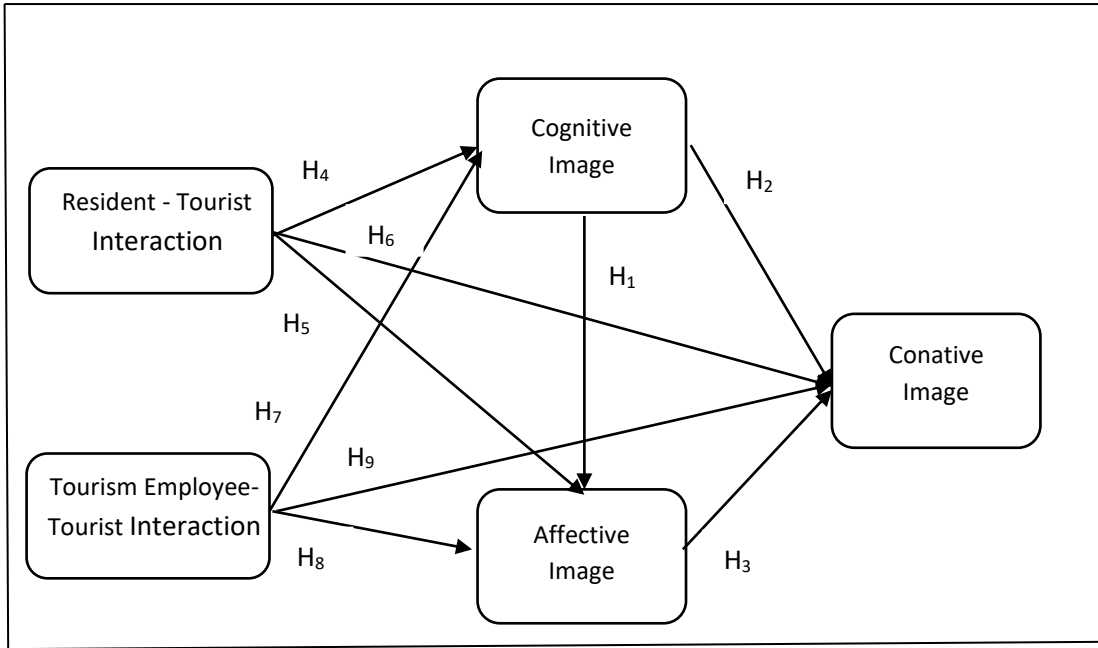 Cognitive
Image
H4
H2
Resident - Tourist
Interaction
H6
H1
H5
Conative
Image
H7
H9
Tourism Employee-
Tourist Interaction
Affective
Image
H8
H3